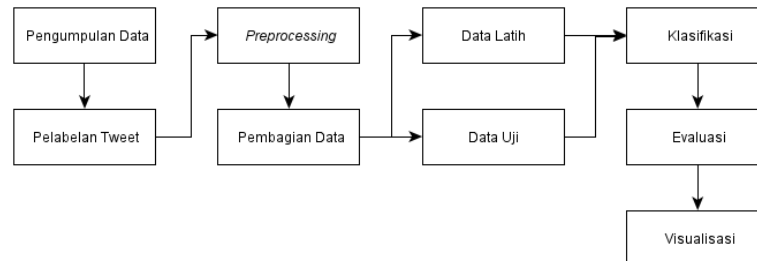 Pengumpulan Data
Pelabelan Tweet
Preprocessing
Pembagian Data
Data Latih
Data Uji
Klasifikasi
Evaluasi
Visualisasi